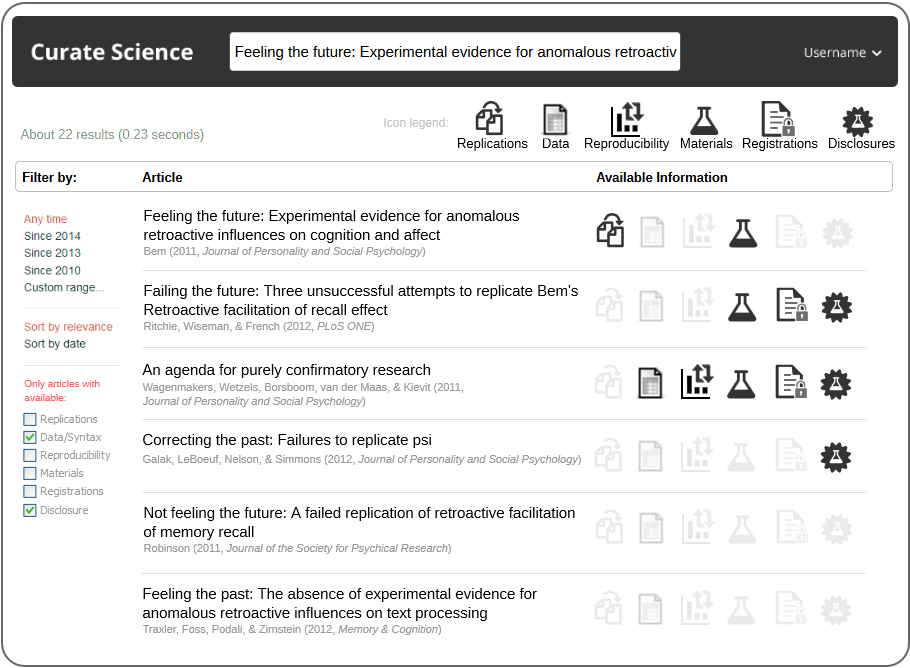 Curate Science
Feeling the future: Experimental evidence for anomalous retroactiv
Username
About 22 results (0.23 seconds)
Icon legend:
Replications
Data
Reproducibility
Materials
Registrations
Disclosures
Filter by:
Article
Available Information
Any time
Since 2014
Since 2013
Since 2010
Custom range...
Sort by relevance
Sort by date
Only articles with
available:
Replications
Data/Syntax
Reproducibility
Materials
Registrations
Disclosure
Feeling the future: Experimental evidence for anomalous
retroactive influences on cognition and affect
Bem (2011, Journal of Personality and Social Psychology)
Failing the future: Three unsuccessful attempts to replicate Bem's
Retroactive facilitation of recall effect
Ritchie, Wiseman, & French (2012, PLoS ONE)
An agenda for purely confirmatory research
Wagenmakers, Wetzels, Borsboom, van der Maas, & Kievit (2011,
Journal of Personality and Social Psychology)
Correcting the past: Failures to replicate psi
Galak, LeBoeuf, Nelson, & Simmons (2012, Journal of Personality and Social Psychology)
Not feeling the future: A failed replication of retroactive facilitation
of memory recall
Robinson (2011, Journal of the Society for Psychical Research)
Feeling the past: The absence of experimental evidence for
anomalous retroactive influences on text processing
Traxler, Foss, Podali, & Zirnstein (2012, Memory & Cognition)